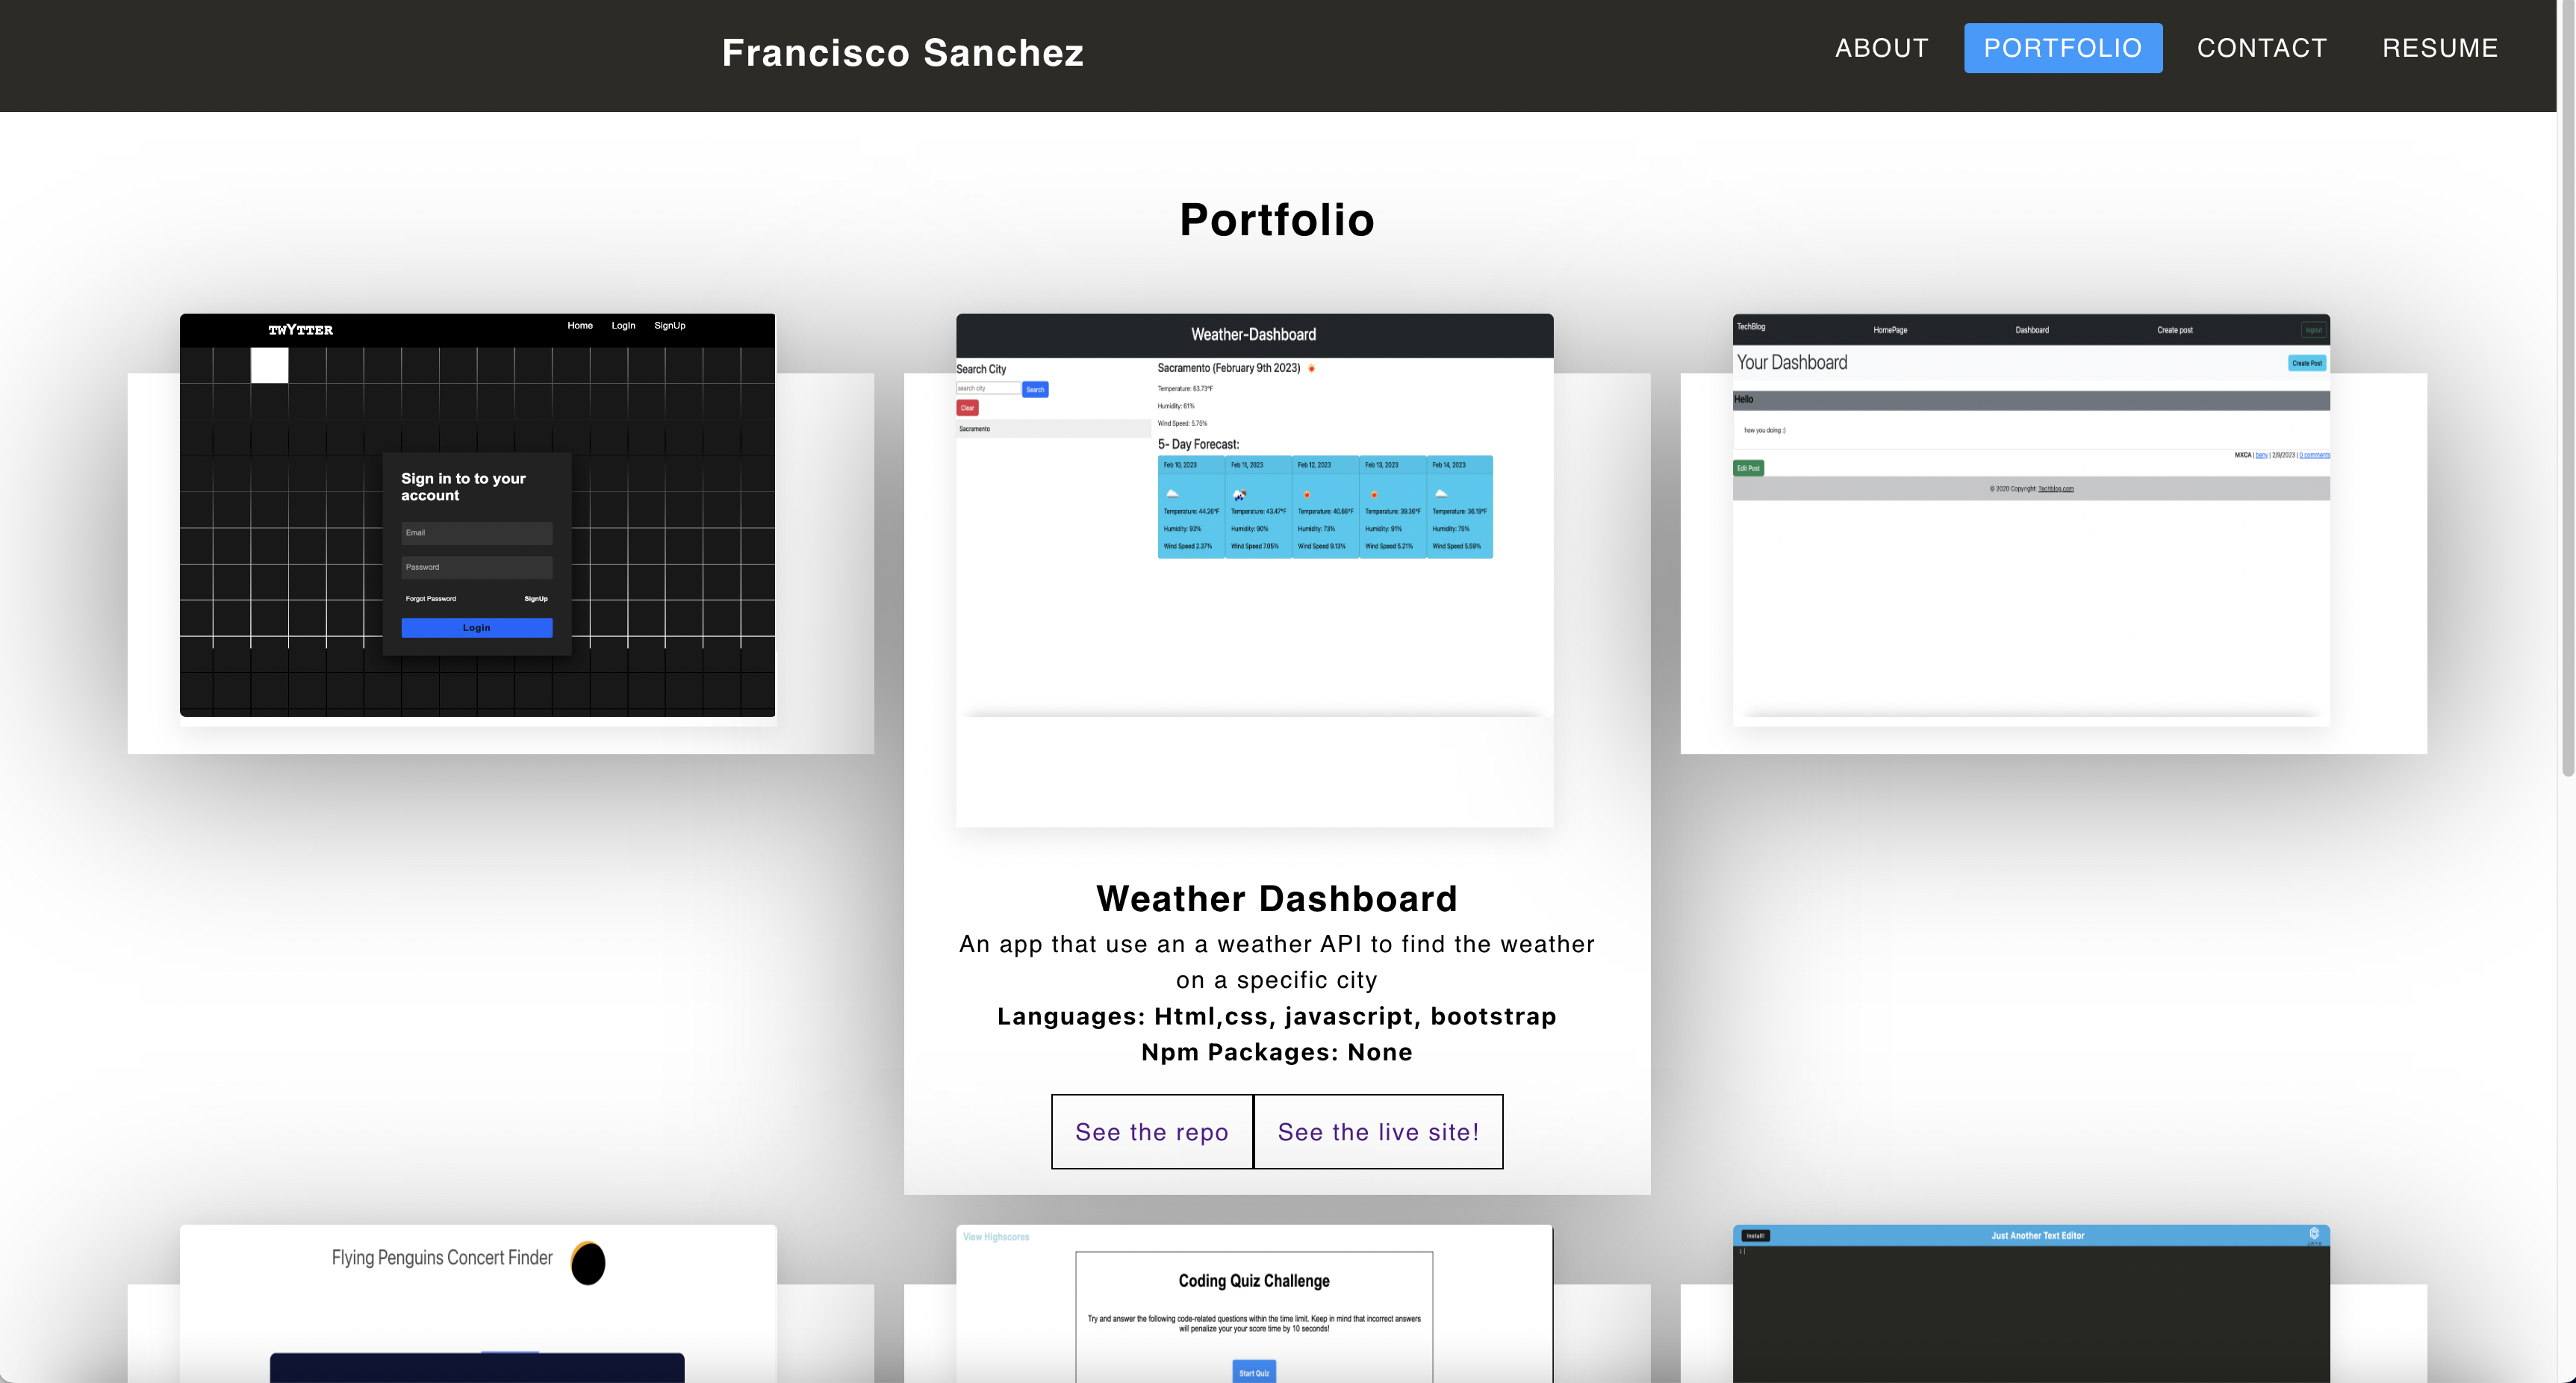 Francisco Sanchez
ABOUT
PORTFOLIO
CONTACT
RESUME
Portfolio
TWYTTER
Home
LogIn
SignUp
Sign in to to your
account
Email
Password
Forgot Password
SignUp
Login
Weather-Dashboard
Search City
search city
Search
Clear
Sacramento
Sacramento (February 9th 2023)
Temperature: 63.73°F
Humidity: 61%
Wind Speed: 5.75%
5- Day Forecast:
Feb 10, 2023
Feb 11, 2023
Feb 12, 2023
Feb 13, 2023
Feb 14, 2023
Temperature: 44.26°F
Temperature: 43.47°F
Temperature: 40.66°F
Temperature: 39.36°F
Temperature: 36.19°F
Humidity: 93%
Humidity: 90%
Humidity: 73%
Humidity: 91%
Humidity: 75%
Wind Speed 2.37%
Wind Speed 7.05%
Wind Speed 9.13%
Wind Speed 5.21%
Wind Speed 5.59%
TechBlog
HomePage
Dashboard
Create post
logout
Your Dashboard
Create Post
Hello
how you doing :)
MXCA | beny | 2/9/2023 | 0 comments
Edit Post
© 2020 Copyright: Techblog.com
Weather Dashboard
An app that use an a weather API to find the weather
on a specific city
Languages: Html,css, javascript, bootstrap
Npm Packages: None
See the repo
See the live site!
Flying Penguins Concert Finder
View Highscores
Coding Quiz Challenge
Try and answer the following code-related questions within the time limit. Keep in mind that incorrect answers
will penalize your your score time by 10 seconds!
Start Quiz
Install!
Just Another Text Editor
1